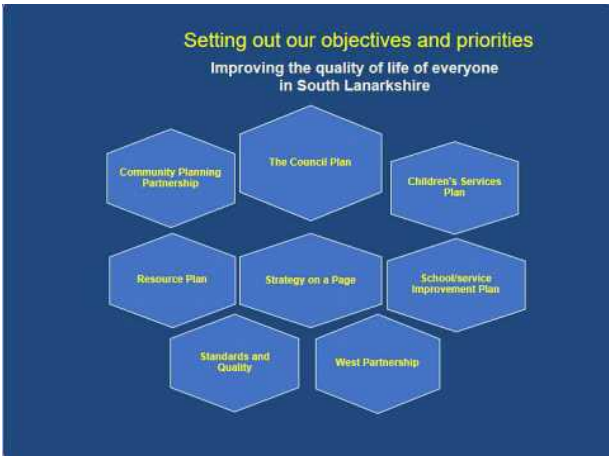 Setting out our objectives and priorities
Improving the quality of life of everyone
in South Lanarkshire
Community Planning
Partnership
The Council Plan
Children's Services
Plan
Resource Plan
Strategy on a Page
School/service
Improvement Plan
Standards and
Quality
West Partnership